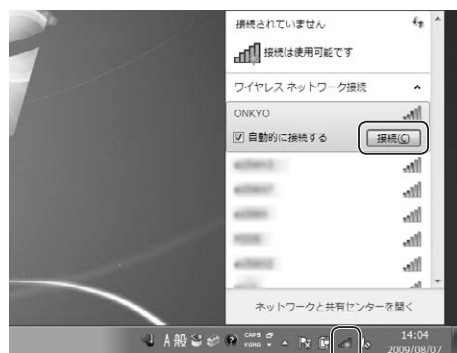 接続されていません
接続は使用可能です
ワイヤレス ネットワーク接続
ONKYO
自動的に接続する
接続(C)
ネットワークと共有センターを開く
A 般
CAPS
KANA
14:04
2009/08/07